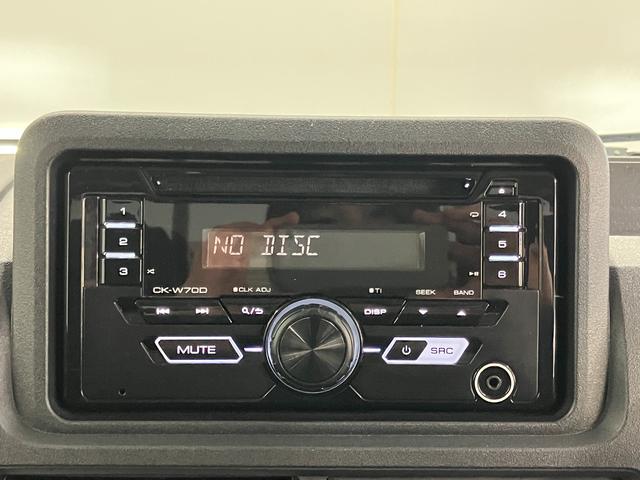 NO DISC
1
2
3
4
5
6
CK-W70D
CLK ADJ
TI
SEEK
BAND
DISP
MUTE
SRC